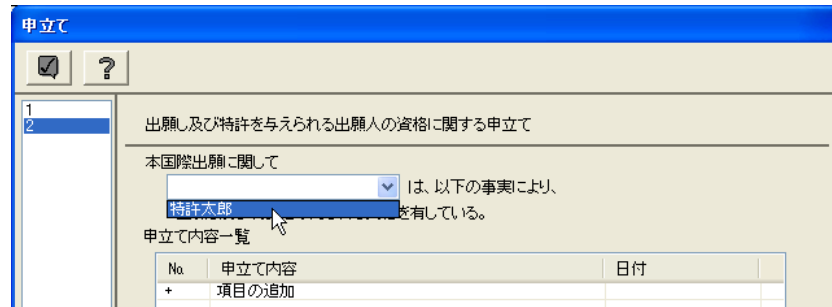 申立て
?
1
2
出願し及び特許を与えられる出願人の資格に関する申立て
本国際出願に関して
は、以下の事実により、
特許太郎
を有している。
申立て内容一覧
No. 申立て内容 日付
+ 項目の追加